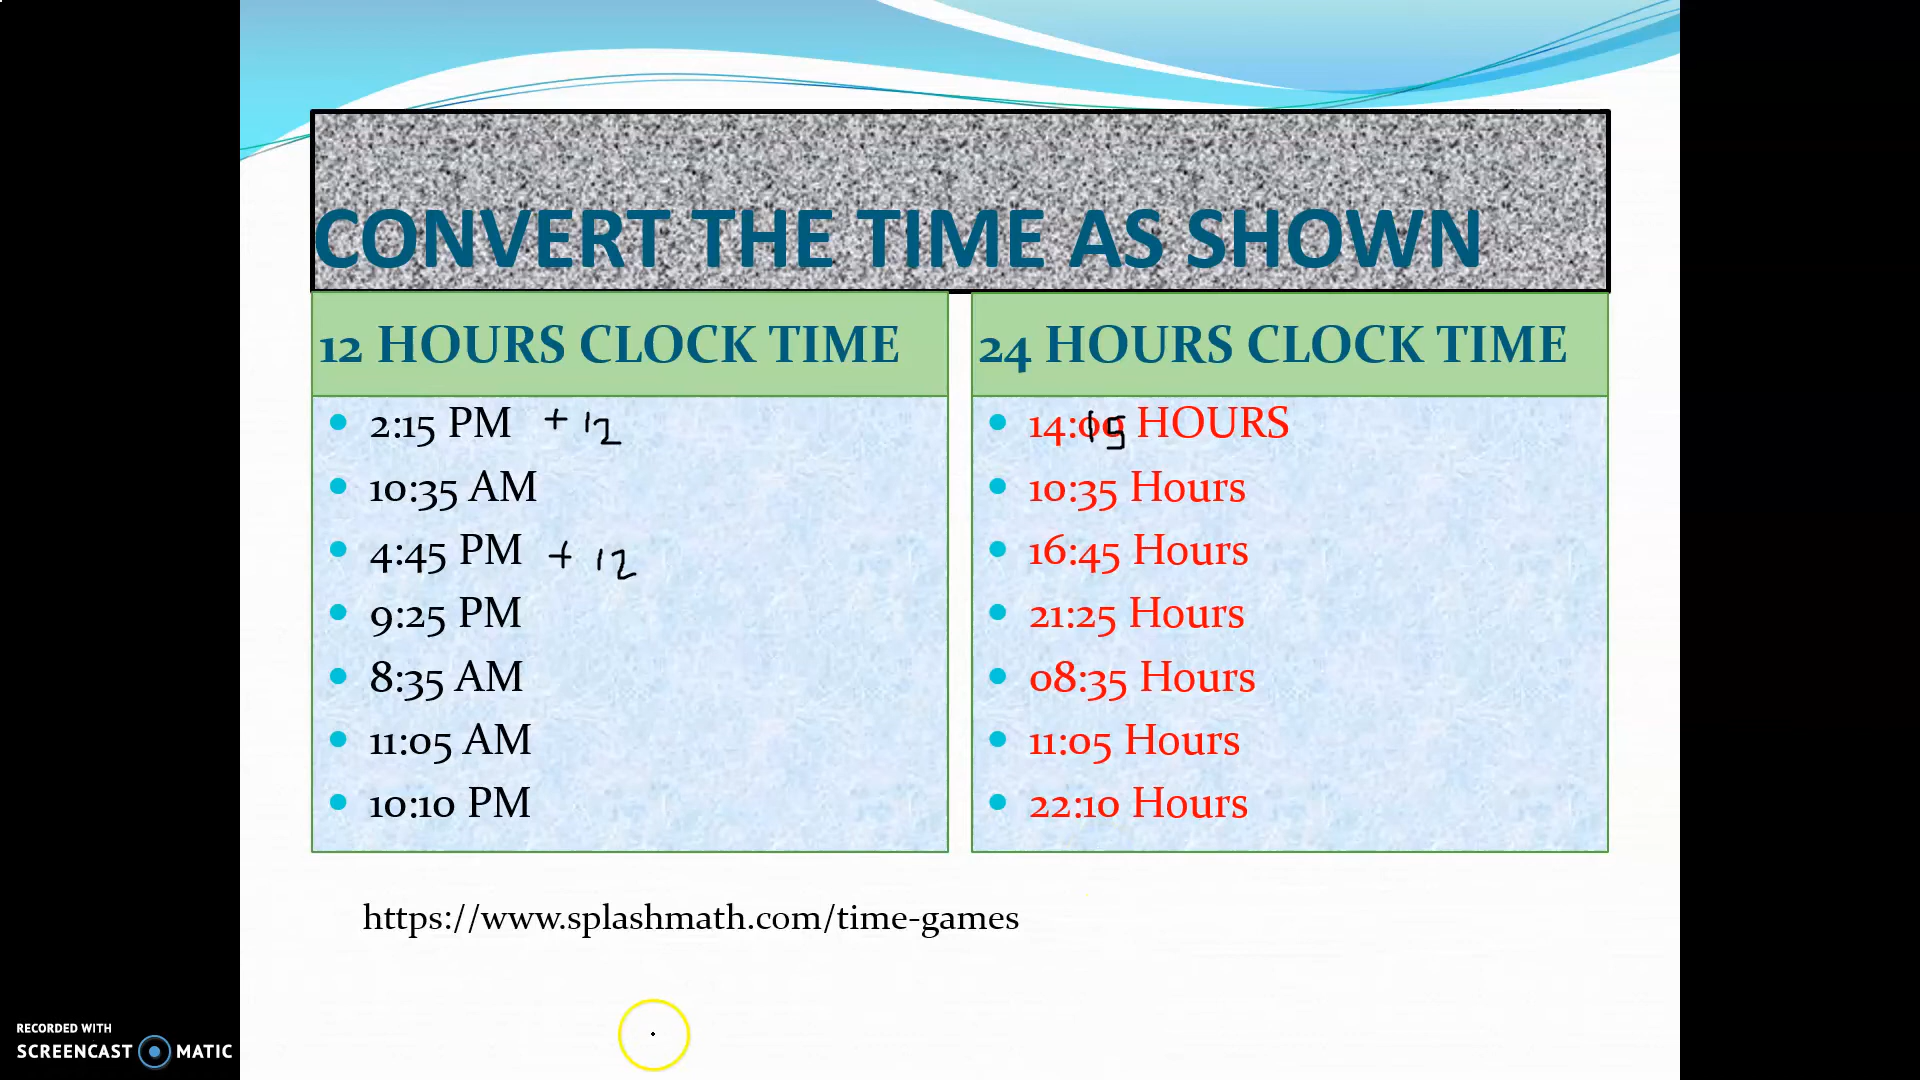 CONVERT THE TIME AS SHOWN
12 HOURS CLOCK TIME
2:15 PM + 12
10:35 AM
4:45 PM + 12
9:25 PM
8:35 AM
11:05 AM
10:10 PM
24 HOURS CLOCK TIME
14:00 15 HOURS
10:35 Hours
16:45 Hours
21:25 Hours
08:35 Hours
11:05 Hours
22:10 Hours
https://www.splashmath.com/time-games
RECORDED WITH
SCREENCAST MATIC